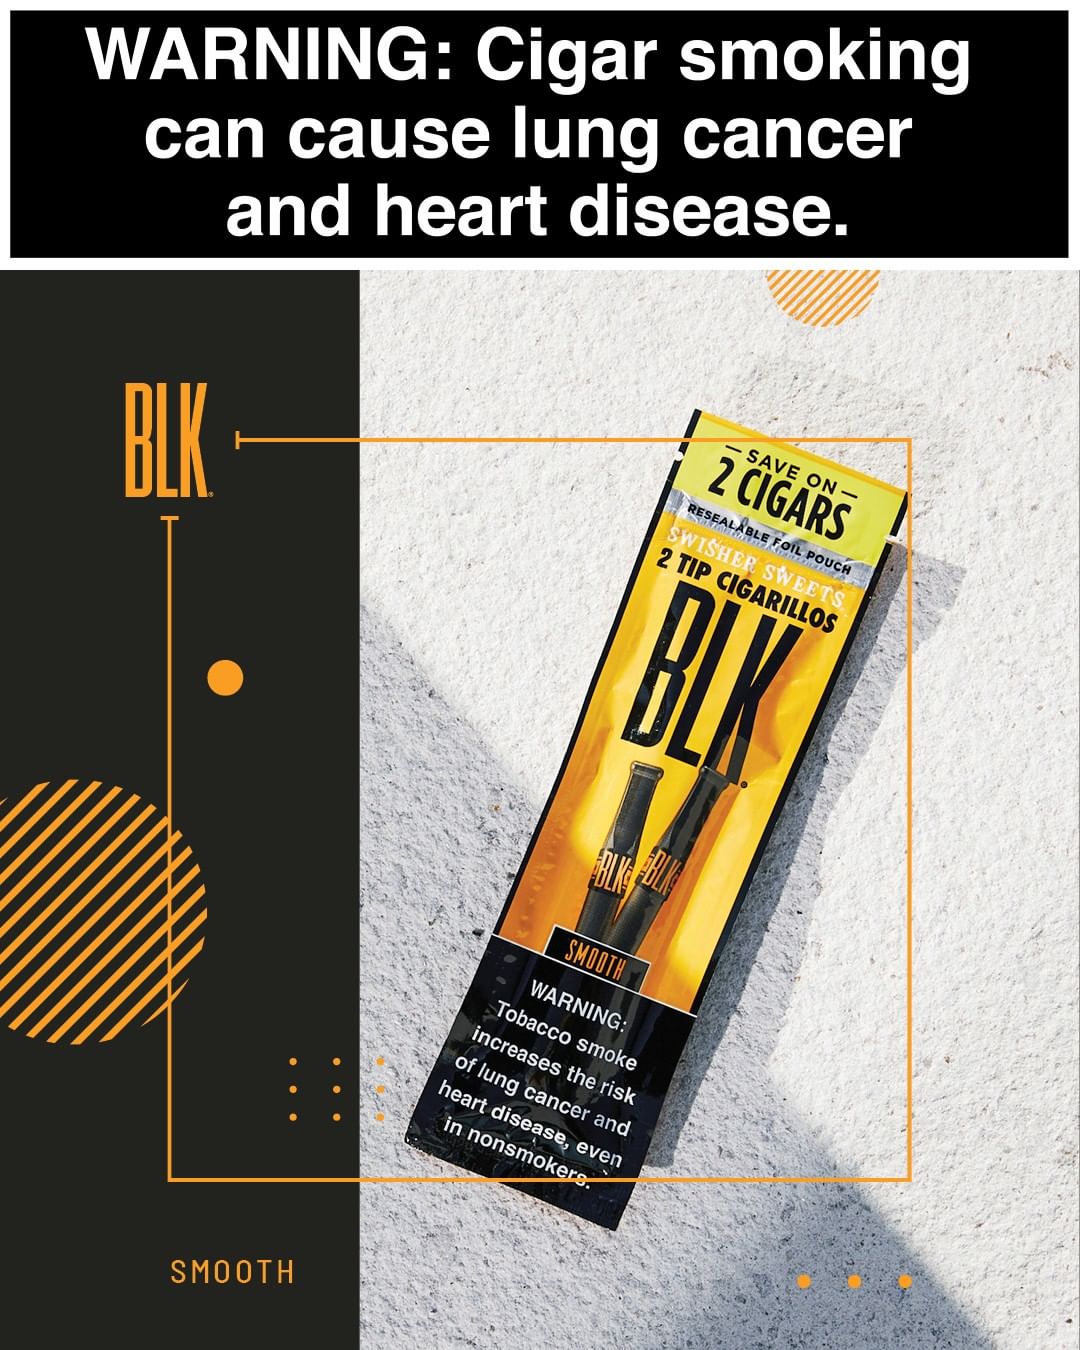 WARNING: Cigar smoking
can cause lung cancer
and heart disease.
BLK®
SAVE ON
2 CIGARS
RESEALABLE FOIL POUCH
SWISHER SWEETS
2 TIP CIGARILLOS
BLK®
BLK
BLK
SMOOTH
WARNING:
Tobacco smoke
increases the risk
of lung cancer and
heart disease, even
in nonsmokers.
SMOOTH